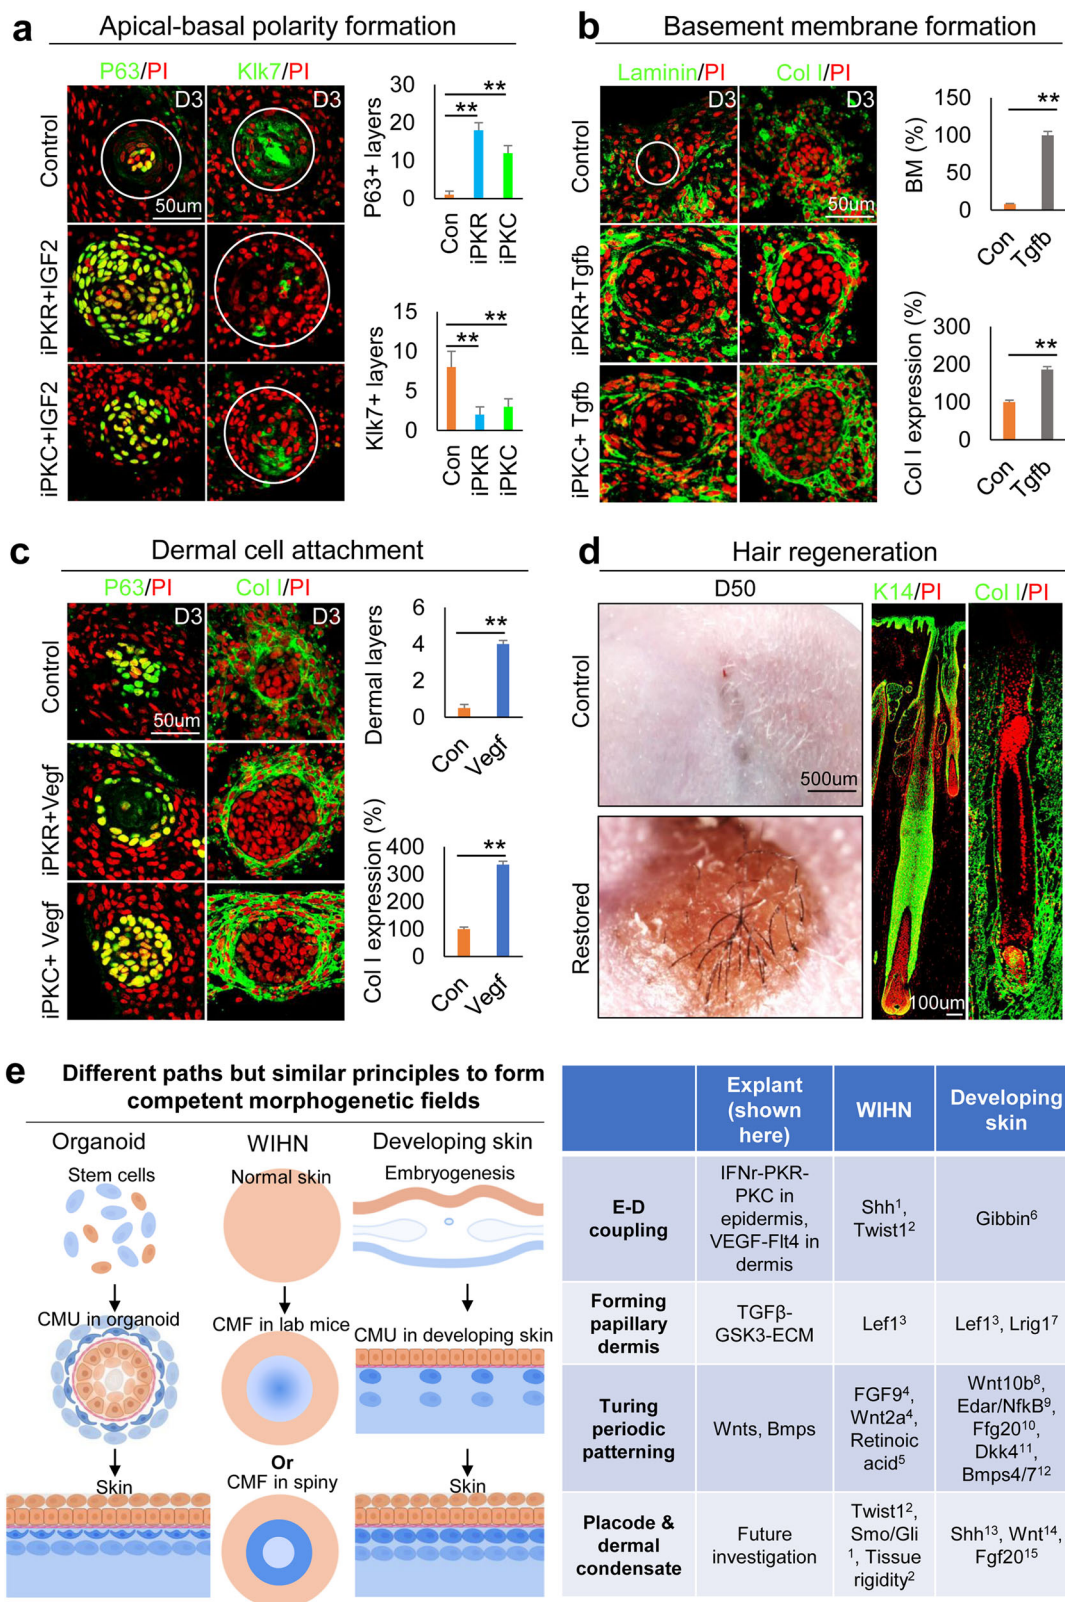 a Apical-basal polarity formation
P63/PI Klk7/PI
D3 D3
Control
50um
iPKR+IGF2
iPKC+IGF2
P63+ layers
30
20
10
0
** **
Con iPKR iPKC
Klk7+ layers
15
10
5
0
** **
Con iPKR iPKC
b Basement membrane formation
Laminin/PI Col I/PI
D3 D3
Control
50um
iPKR+Tgfb
iPKC+ Tgfb
BM (%)
150
100
50
0
**
Con Tgfb
Col I expression (%)
300
200
100
0
**
Con Tgfb
c Dermal cell attachment
P63/PI Col I/PI
D3 D3
Control
50um
iPKR+Vegf
iPKC+ Vegf
Dermal layers
6
4
2
0
**
Con Vegf
Col I expression (%)
400
300
200
100
0
**
Con Vegf
d Hair regeneration
D50
K14/PI Col I/PI
Control
500um
Restored
100um
e Different paths but similar principles to form
competent morphogenetic fields
Organoid WIHN Developing skin
Stem cells Normal skin Embryogenesis
CMU in organoid CMF in lab mice CMU in developing skin
Or
Skin CMF in spiny Skin
Explant
(shown
here)
WIHN
Developing
skin
E-D
coupling
IFNr-PKR-
PKC in
epidermis,
VEGF-Flt4 in
dermis
Shh¹,
Twist1²
Gibbin⁶
Forming
papillary
dermis
TGFβ-
GSK3-ECM
Lef1³
Lef1³, Lrig1⁷
Turing
periodic
patterning
Wnts, Bmps
FGF9⁴,
Wnt2a⁴,
Retinoic
acid⁵
Wnt10b⁸,
Edar/NfkB⁹,
Ffg20¹⁰,
Dkk4¹¹,
Bmps4/7¹²
Placode &
dermal
condensate
Future
investigation
Twist1²,
Smo/Gli
¹, Tissue
rigidity²
Shh¹³, Wnt¹⁴,
Fgf20¹⁵